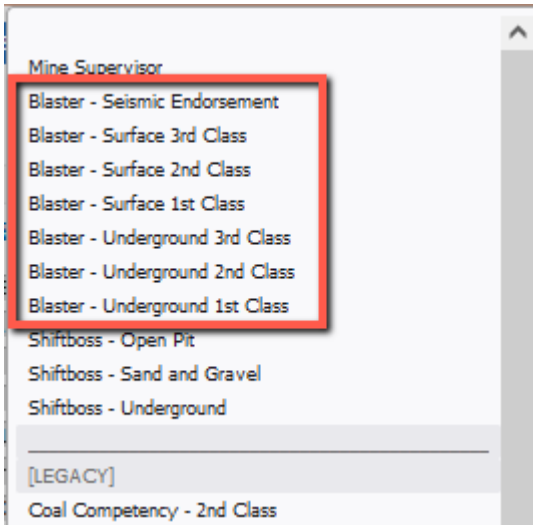 Mine Supervisor
Blaster - Seismic Endorsement
Blaster - Surface 3rd Class
Blaster - Surface 2nd Class
Blaster - Surface 1st Class
Blaster - Underground 3rd Class
Blaster - Underground 2nd Class
Blaster - Underground 1st Class
Shiftboss - Open Pit
Shiftboss - Sand and Gravel
Shiftboss - Underground
[LEGACY]
Coal Competency - 2nd Class